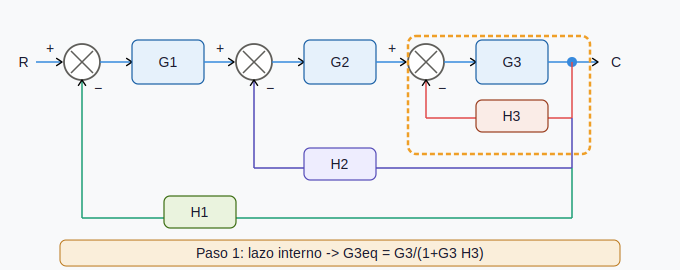 R + − G1 + − G2 + − G3 C
H3
H2
H1
Paso 1: lazo interno -> G3eq = G3/(1+G3 H3)